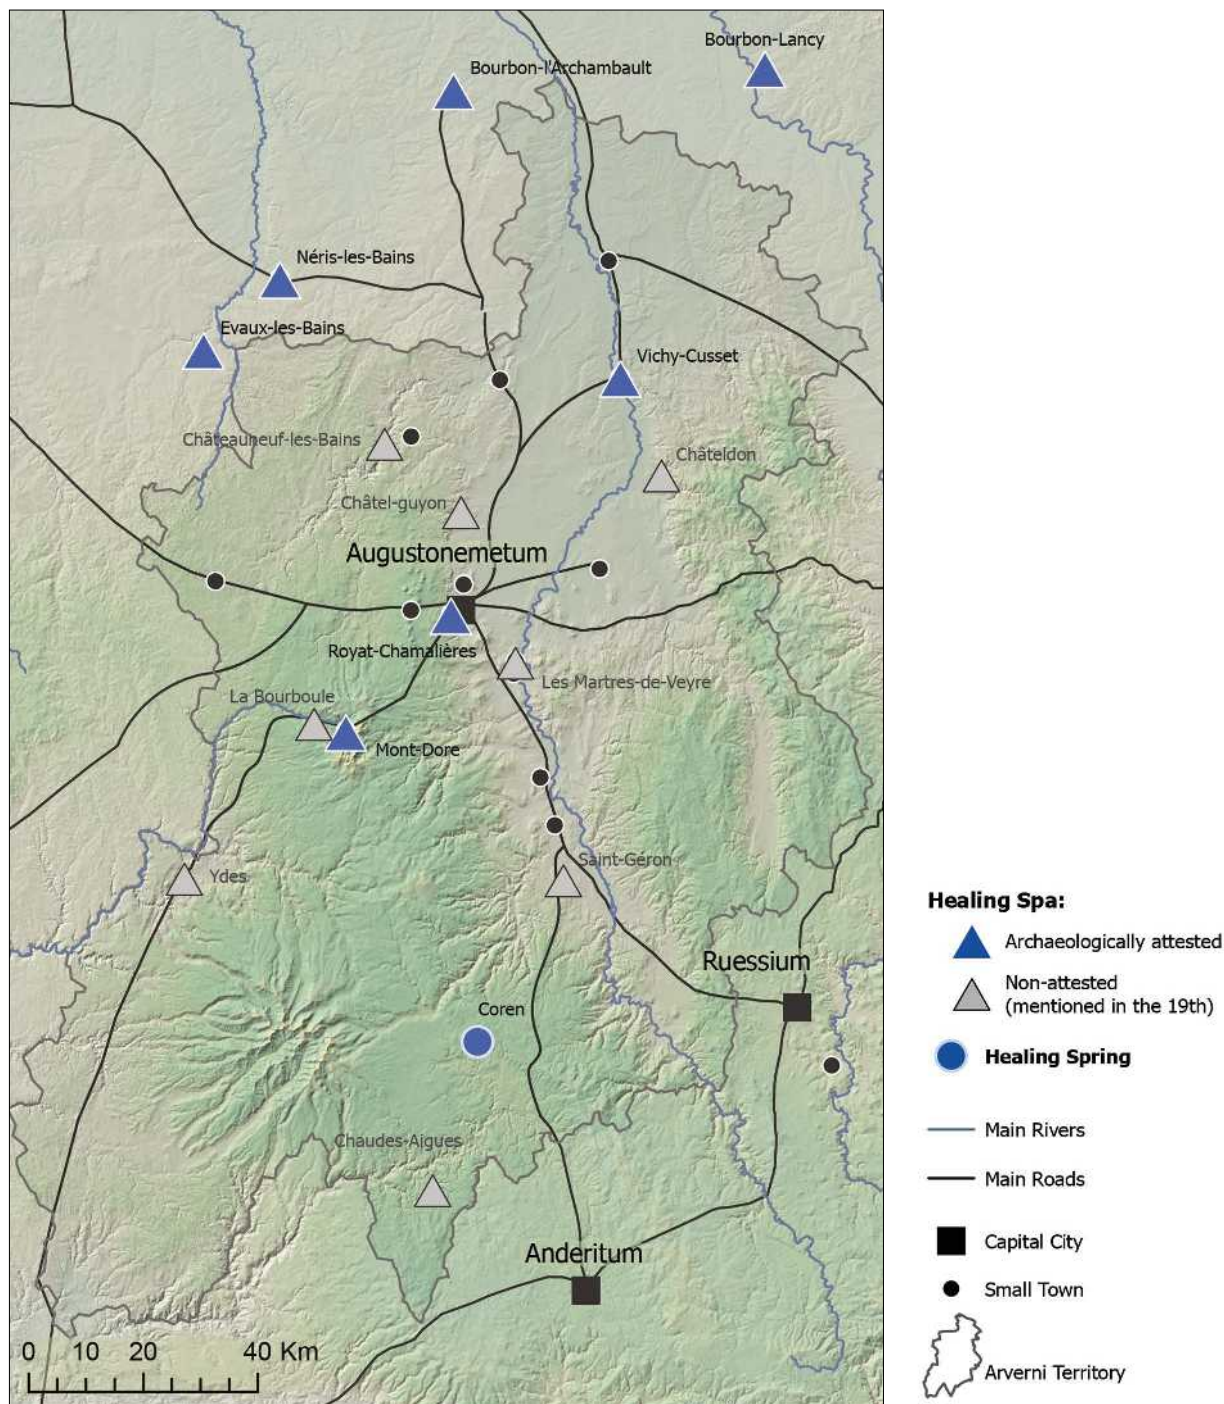 Bourbon-Lancy
Bourbon-l'Archambault
Néris-les-Bains
Evaux-les-Bains
Vichy-Cusset
Châteauneuf-les-Bains
Châteldon
Châtel-guyon
Augustonemetum
Royat-Chamalières
Les Martres-de-Veyre
La Bourboule
Mont-Dore
Saint-Géron
Ydes
Ruessium
Coren
Chaudes-Aigues
Anderitum
0 10 20 40 Km
Healing Spa:
Archaeologically attested
Non-attested
(mentioned in the 19th)
Healing Spring
Main Rivers
Main Roads
Capital City
Small Town
Arverni Territory